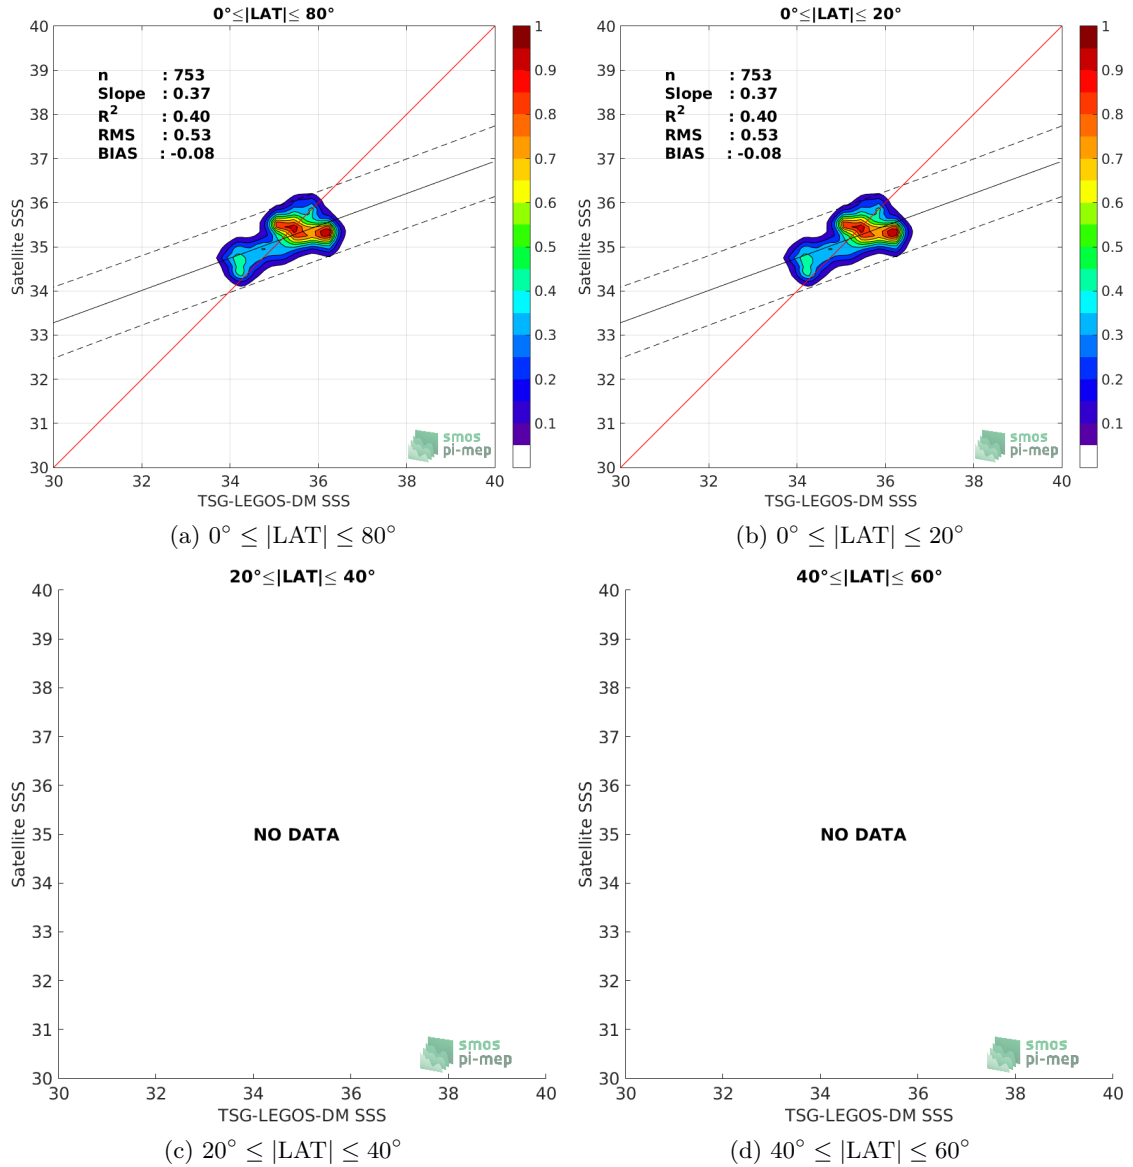 0°≤|LAT|≤ 80°
40
39
38
37
36
35
34
33
32
31
30
Satellite SSS
n : 753
Slope : 0.37
R² : 0.40
RMS : 0.53
BIAS : -0.08
smos
pi-mep
30 32 34 36 38 40
TSG-LEGOS-DM SSS
1
0.9
0.8
0.7
0.6
0.5
0.4
0.3
0.2
0.1
(a) 0° ≤ |LAT| ≤ 80°
0°≤|LAT|≤ 20°
40
39
38
37
36
35
34
33
32
31
30
Satellite SSS
n : 753
Slope : 0.37
R² : 0.40
RMS : 0.53
BIAS : -0.08
smos
pi-mep
30 32 34 36 38 40
TSG-LEGOS-DM SSS
1
0.9
0.8
0.7
0.6
0.5
0.4
0.3
0.2
0.1
(b) 0° ≤ |LAT| ≤ 20°
20°≤|LAT|≤ 40°
40
39
38
37
36
35
34
33
32
31
30
Satellite SSS
NO DATA
smos
pi-mep
30 32 34 36 38 40
TSG-LEGOS-DM SSS
(c) 20° ≤ |LAT| ≤ 40°
40°≤|LAT|≤ 60°
40
39
38
37
36
35
34
33
32
31
30
Satellite SSS
NO DATA
smos
pi-mep
30 32 34 36 38 40
TSG-LEGOS-DM SSS
(d) 40° ≤ |LAT| ≤ 60°